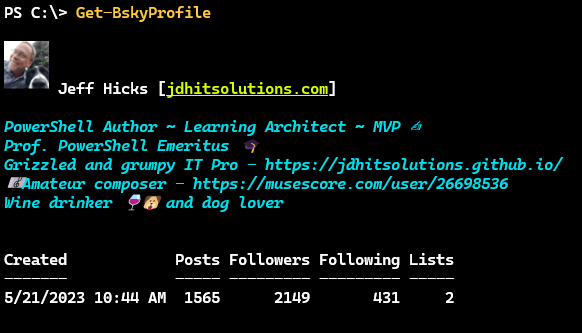 PS C:\> Get-BskyProfile
Jeff Hicks [jdhitsolutions.com]
PowerShell Author ~ Learning Architect ~ MVP ✍
Prof. PowerShell Emeritus 🎓
Grizzled and grumpy IT Pro - https://jdhitsolutions.github.io/
🎼Amateur composer - https://musescore.com/user/26698536
Wine drinker 🍷🐶 and dog lover
Created Posts Followers Following Lists
------- ----- --------- --------- -----
5/21/2023 10:44 AM 1565 2149 431 2